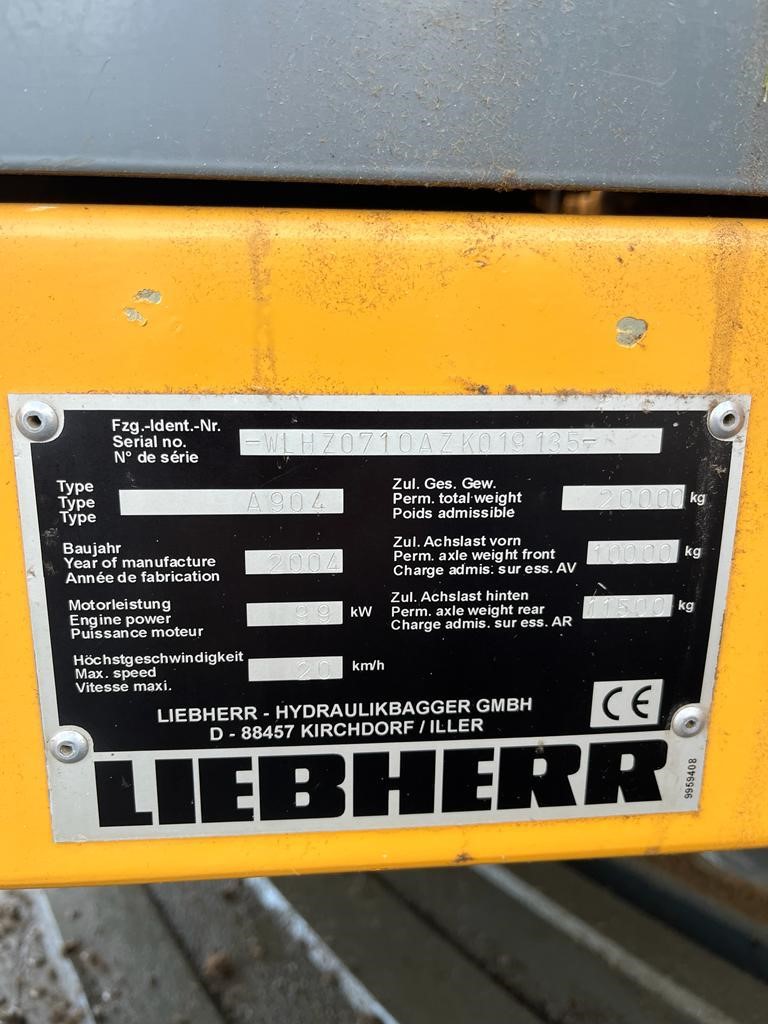 Fzg.-Ident.-Nr.
Serial no.
N° de série
-WLHZ0710AZK019135-
Type
Type
Type
A904
Zul. Ges. Gew.
Perm. total weight
Poids admissible
20000 kg
Baujahr
Year of manufacture
Année de fabrication
2004
Zul. Achslast vorn
Perm. axle weight front
Charge admis. sur ess. AV
10000 kg
Motorleistung
Engine power
Puissance moteur
99 kW
Zul. Achslast hinten
Perm. axle weight rear
Charge admis. sur ess. AR
11500 kg
Höchstgeschwindigkeit
Max. speed
Vitesse maxi.
20 km/h
LIEBHERR - HYDRAULIKBAGGER GMBH
D - 88457 KIRCHDORF / ILLER
CE
LIEBHERR
9959408